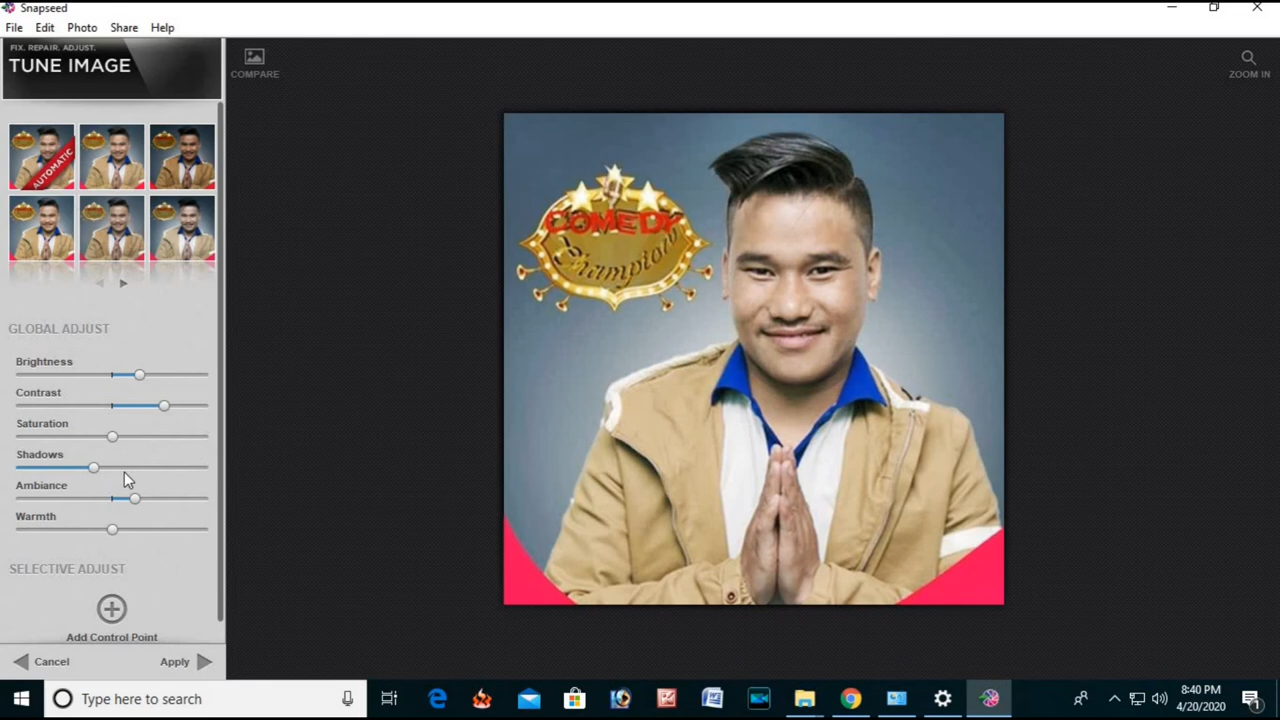 Snapseed
File Edit Photo Share Help
FIX. REPAIR. ADJUST.
TUNE IMAGE
COMPARE
ZOOM IN
AUTOMATIC
COMEDY
Champion
GLOBAL ADJUST
Brightness
Contrast
Saturation
Shadows
Ambiance
Warmth
SELECTIVE ADJUST
Add Control Point
Cancel Apply
Type here to search
8:40 PM
4/20/2020
1